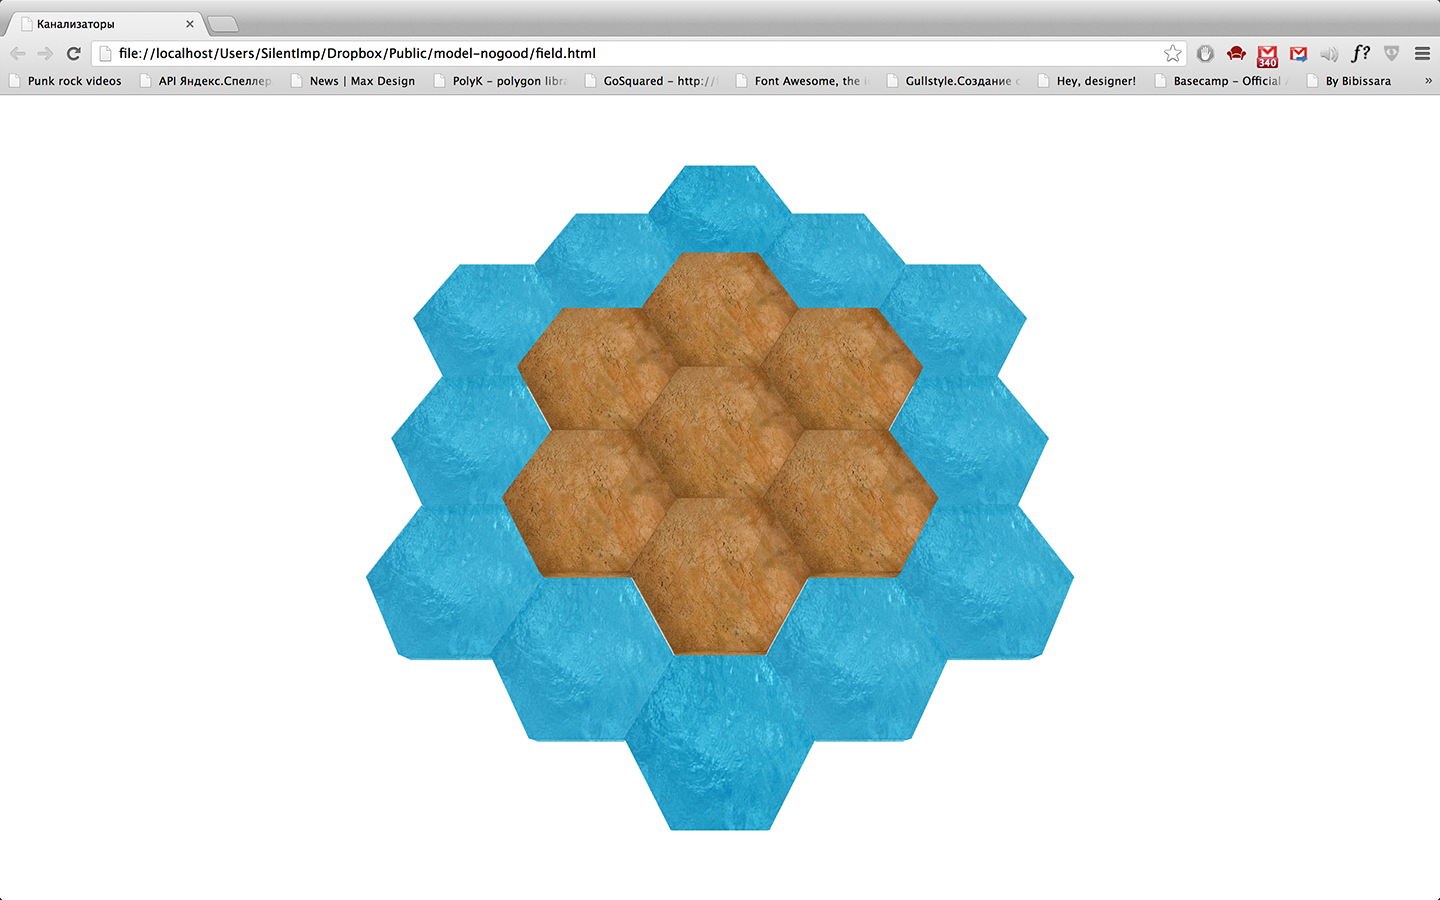 Канализаторы
file://localhost/Users/SilentImp/Dropbox/Public/model-nogood/field.html
340
f?
Punk rock videos
API Яндекс.Спеллер
News | Max Design
PolyK – polygon libra
GoSquared – http://
Font Awesome, the i
Gullstyle.Создание
Hey, designer!
Basecamp – Official
By Bibissara
»